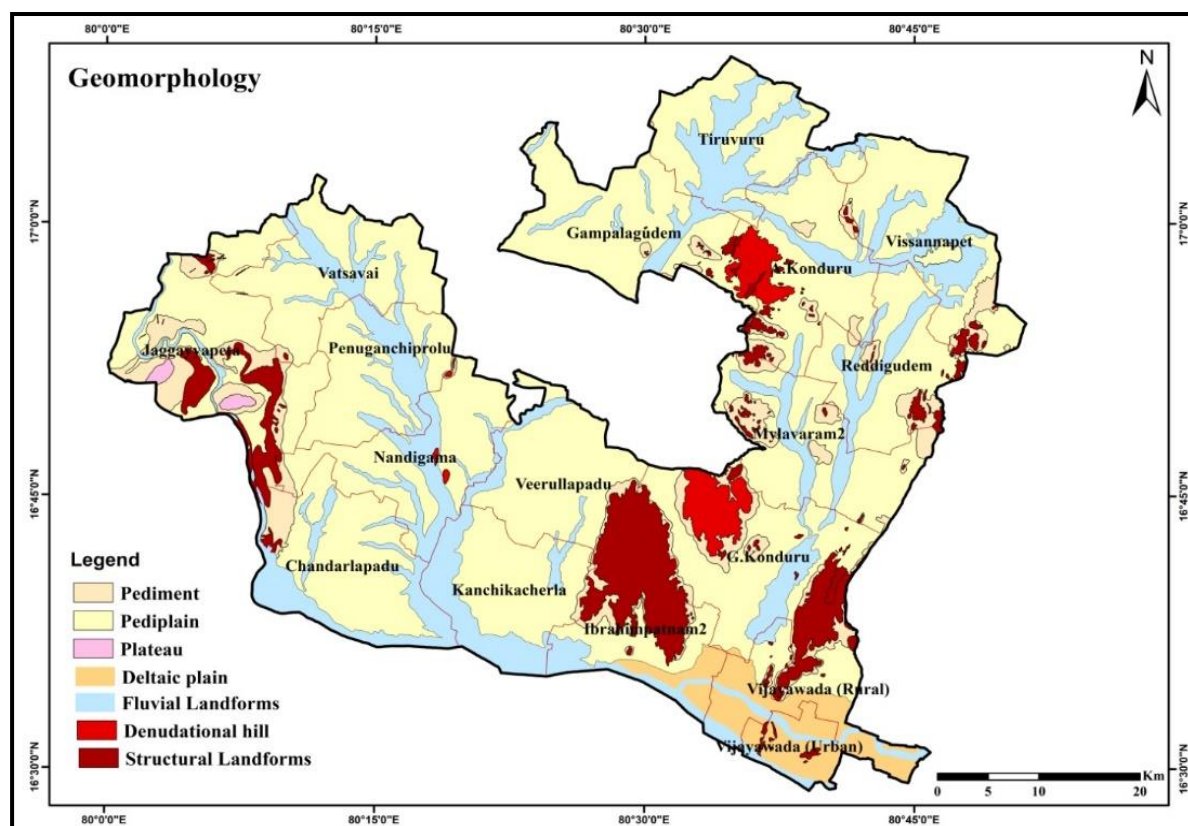 80°0'0"E 80°15'0"E 80°30'0"E 80°45'0"E
Geomorphology
N
17°0'0"N
17°0'0"N
16°45'0"N
16°45'0"N
16°30'0"N
16°30'0"N
Tiruvuru
Gampalagudem
Vissannapet
A.Konduru
Vatsavai
Jaggayyapeta
Penuganchiprolu
Reddigudem
Mylavaram2
Nandigama
Veerullapadu
G.Konduru
Chandarlapadu
Kanchikacherla
Ibrahimpatnam2
Vijayawada (Rural)
Vijayawada (Urban)
Legend
Pediment
Pediplain
Plateau
Deltaic plain
Fluvial Landforms
Denudational hill
Structural Landforms
Km
0 5 10 20
80°0'0"E 80°15'0"E 80°30'0"E 80°45'0"E